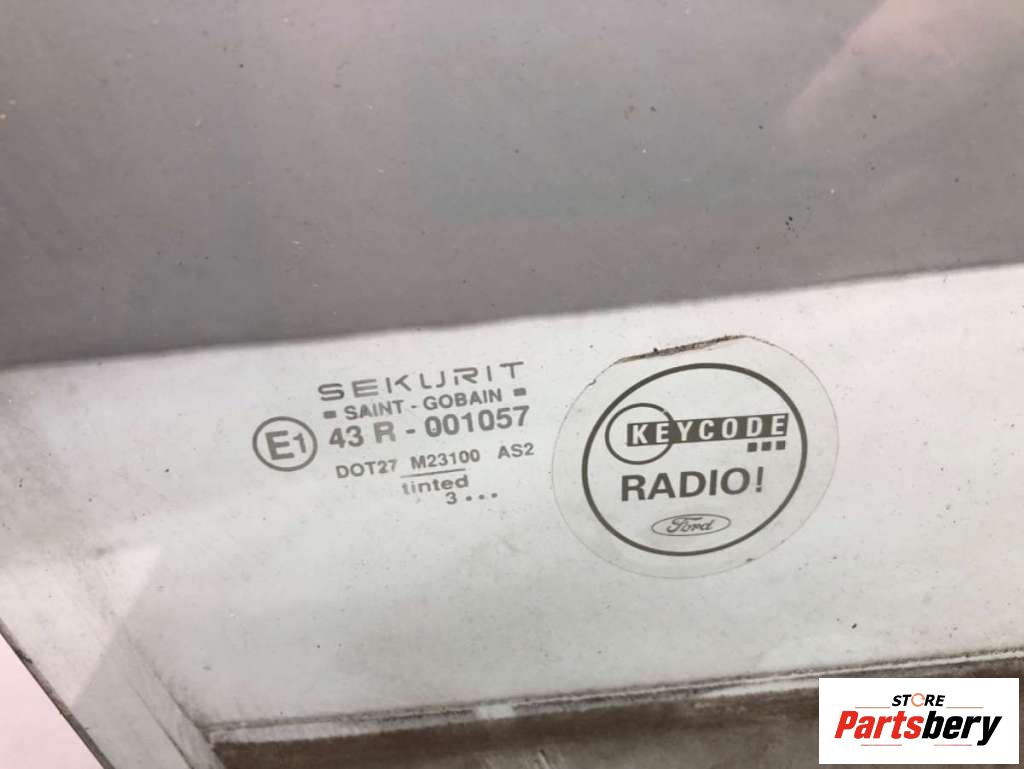 SEKURIT
SAINT - GOBAIN
E1 43 R - 001057
DOT27 M23100 AS2
tinted
3...
KEYCODE
RADIO!
Ford
STORE
Partsbery